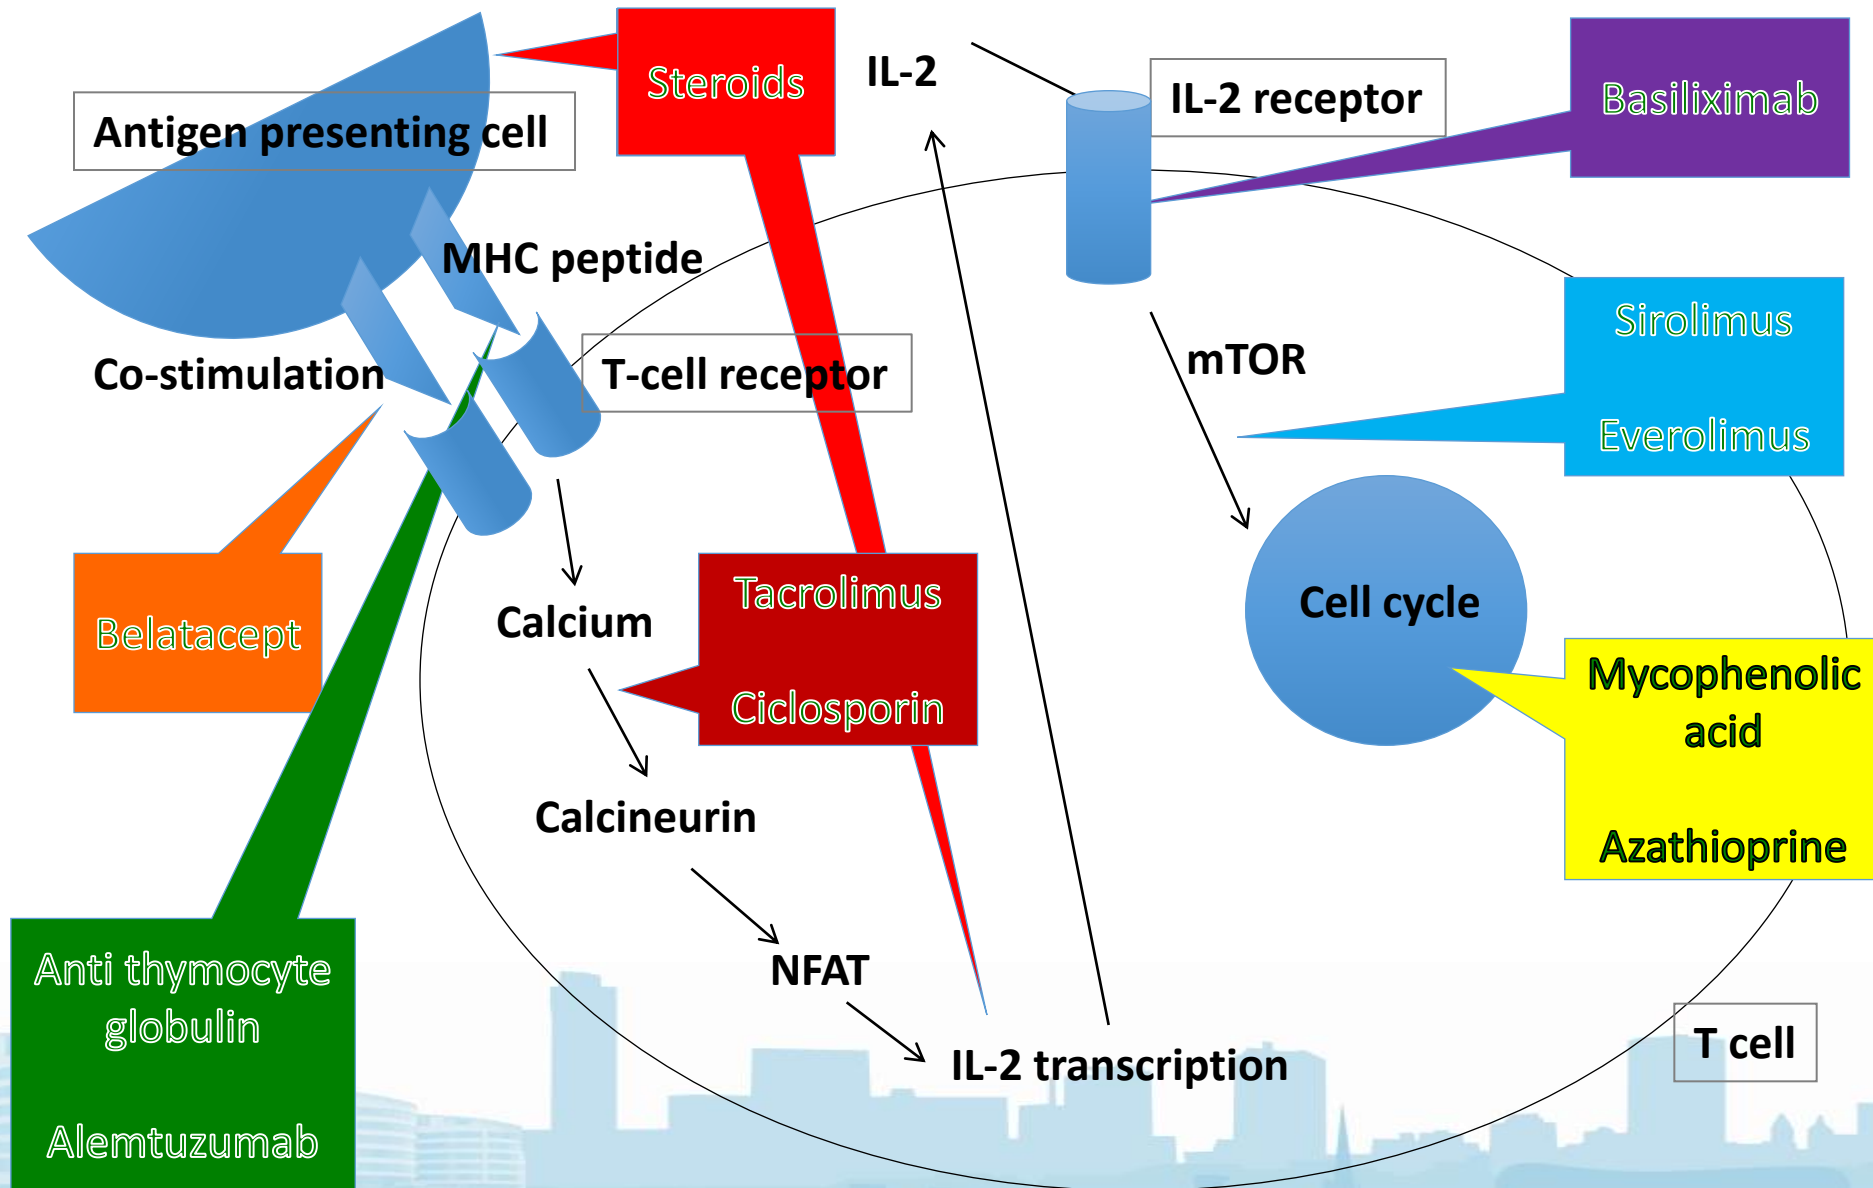 Steroids
IL-2
IL-2 receptor
Basiliximab
Antigen presenting cell
MHC peptide
Co-stimulation
T-cell receptor
mTOR
Sirolimus
Everolimus
Belatacept
Calcium
Tacrolimus
Ciclosporin
Cell cycle
Mycophenolic
acid
Azathioprine
Calcineurin
NFAT
IL-2 transcription
Anti thymocyte
globulin
Alemtuzumab
T cell